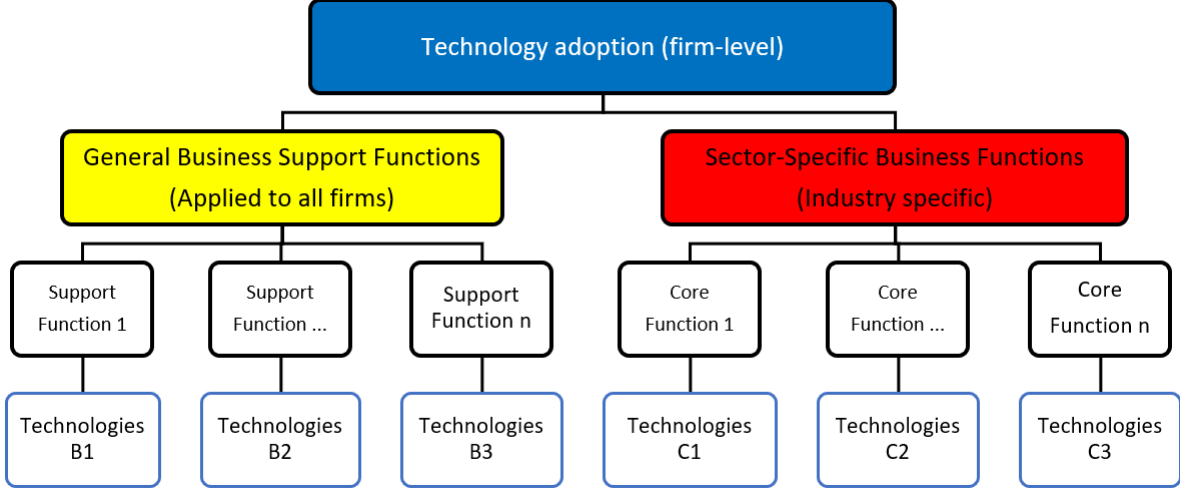 Technology adoption (firm-level)
General Business Support Functions
(Applied to all firms)
Sector-Specific Business Functions
(Industry specific)
Support
Function 1
Support
Function ...
Support
Function n
Core
Function 1
Core
Function ...
Core
Function n
Technologies
B1
Technologies
B2
Technologies
B3
Technologies
C1
Technologies
C2
Technologies
C3